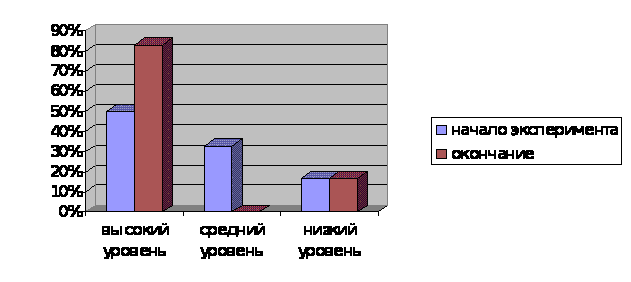 90%
80%
70%
60%
50%
40%
30%
20%
10%
0%
высокий
уровень
средний
уровень
низкий
уровень
начало эксперимента
окончание